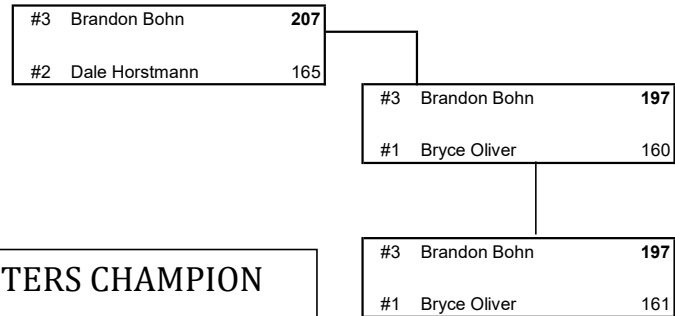 #3 Brandon Bohn 207
#2 Dale Horstmann 165
#3 Brandon Bohn 197
#1 Bryce Oliver 160
#3 Brandon Bohn 197
#1 Bryce Oliver 161
CHAMPION